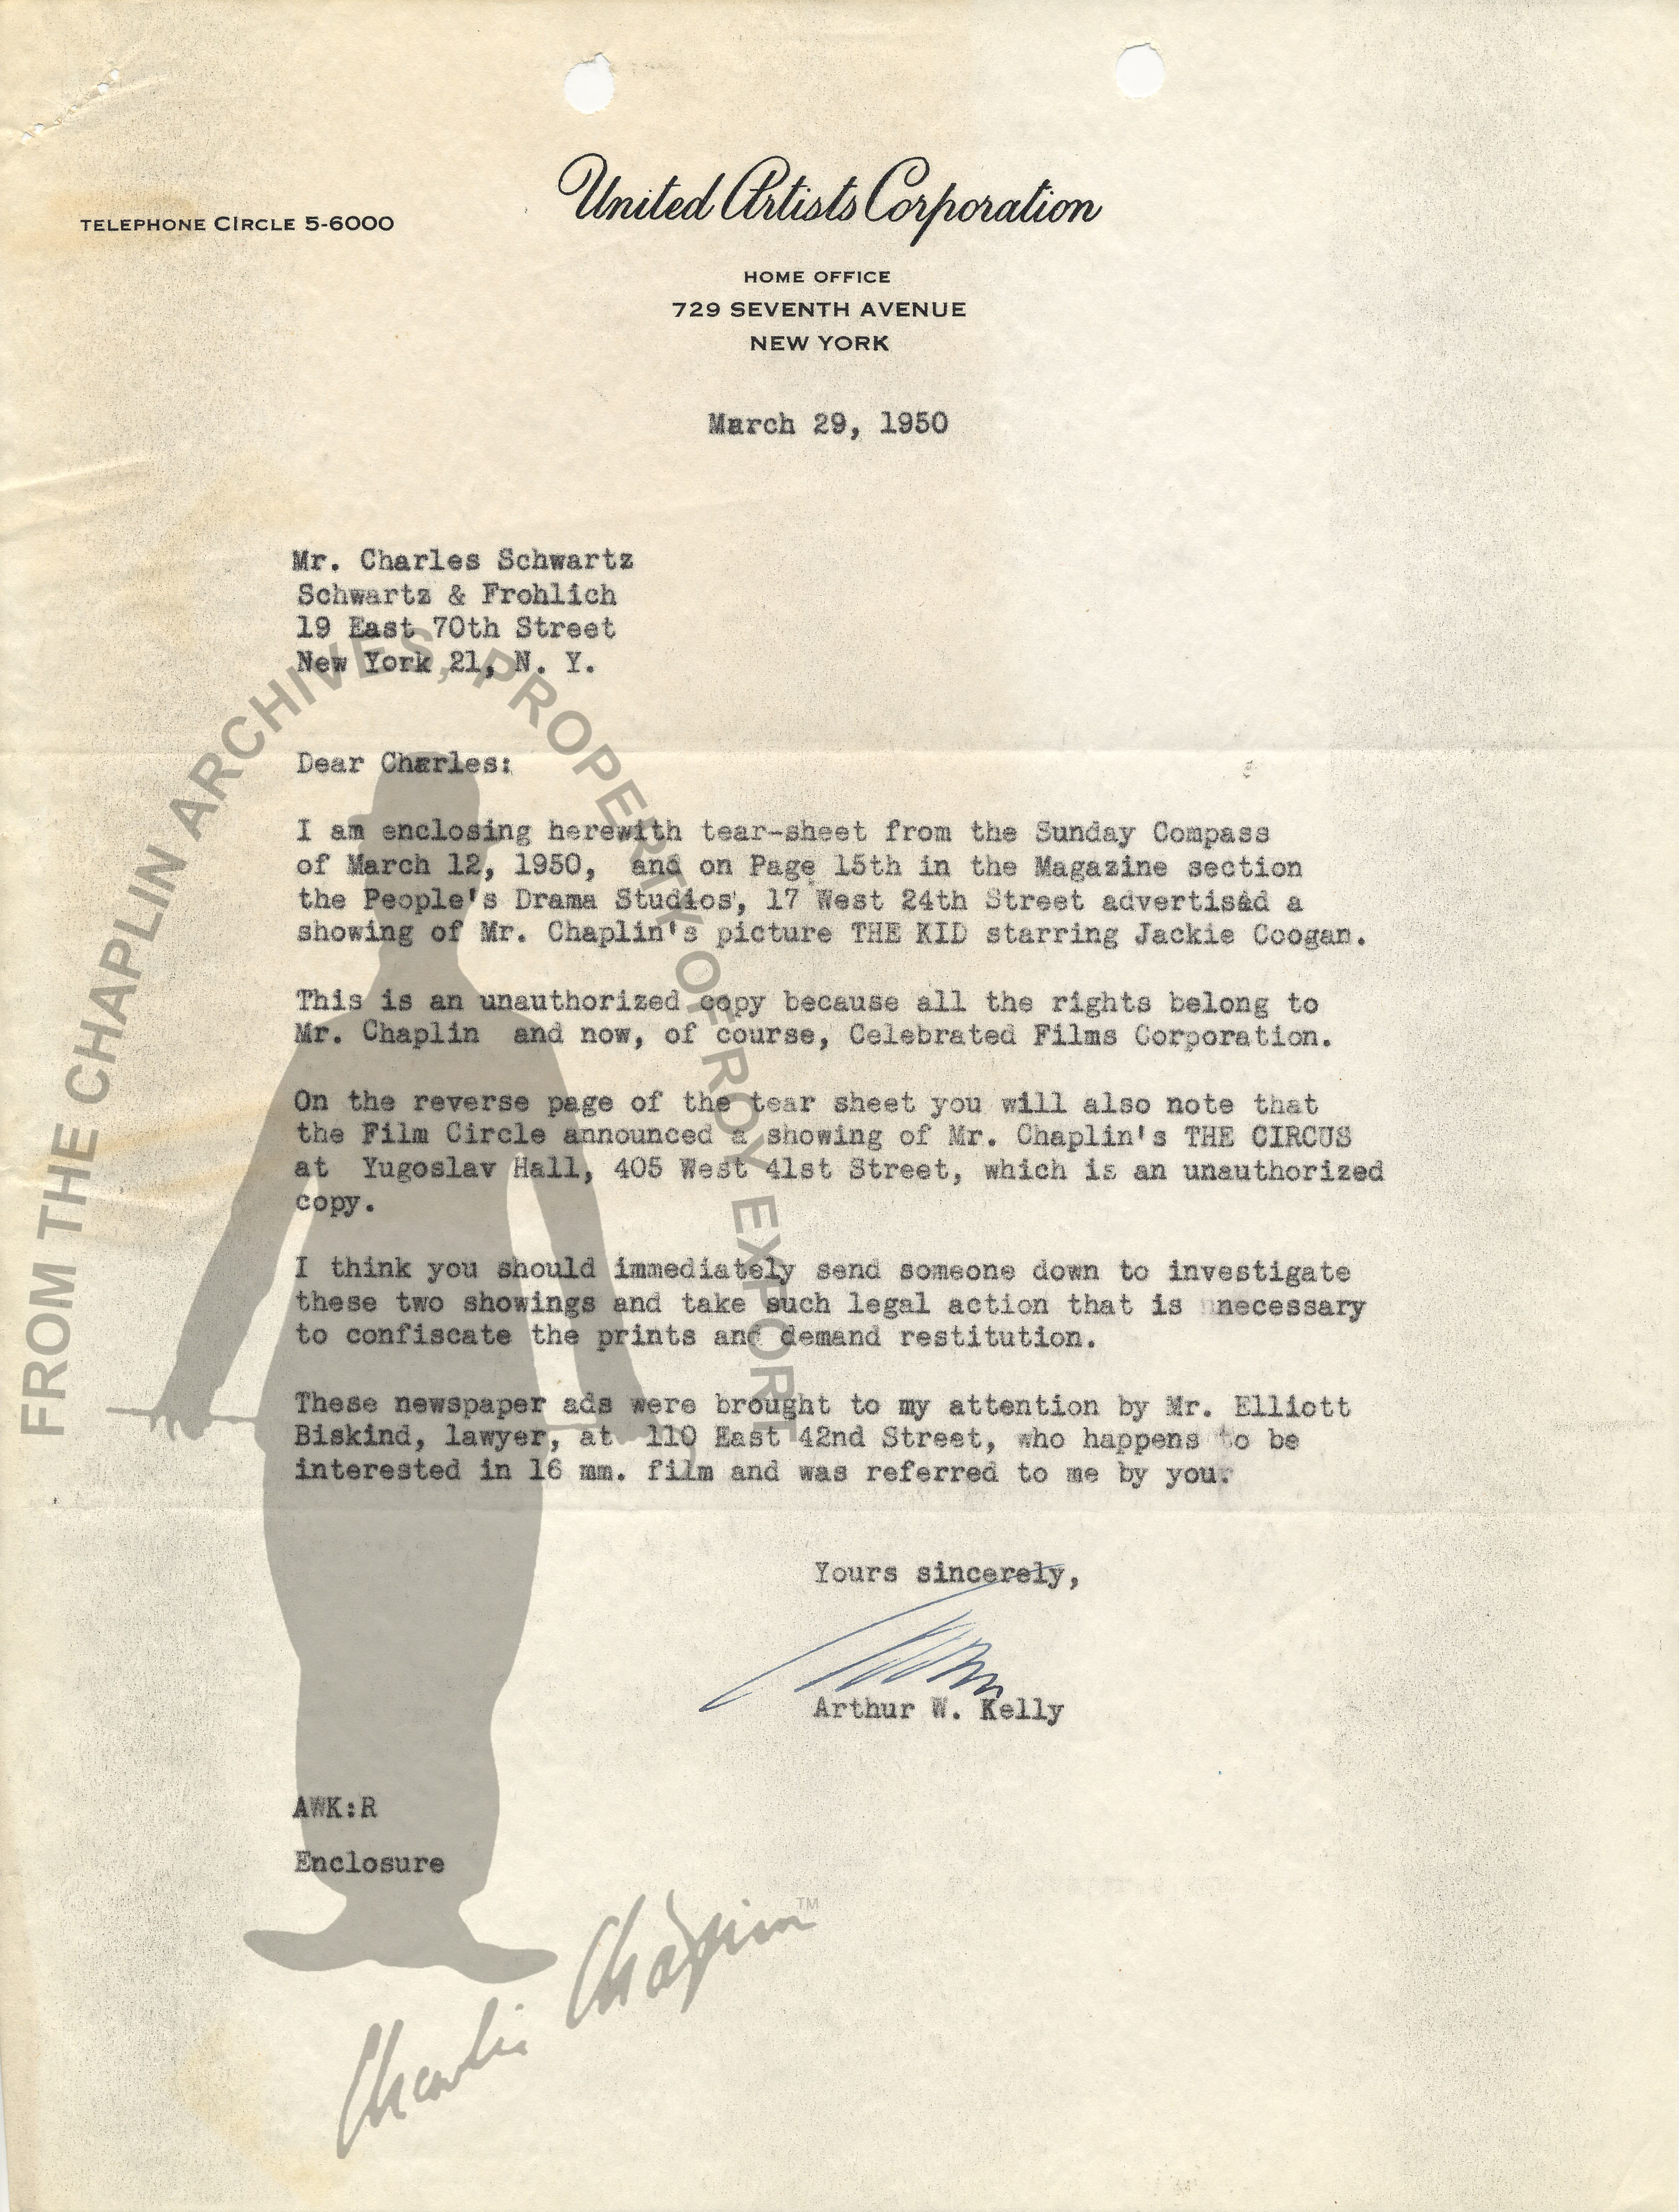 United Artists Corporation
TELEPHONE CIRCLE 5-6000
HOME OFFICE
729 SEVENTH AVENUE
NEW YORK
March 29, 1950
Mr. Charles Schwartz
Schwartz & Frohlich
19 East 70th Street
New York 21, N. Y.
Dear Charles:
I am enclosing herewith tear-sheet from the Sunday Compass
of March 12, 1950, and on Page 15th in the Magazine section
the People's Drama Studios, 17 West 24th Street advertised a
showing of Mr. Chaplin's picture THE KID starring Jackie Coogan.
This is an unauthorized copy because all the rights belong to
Mr. Chaplin and now, of course, Celebrated Films Corporation.
On the reverse page of the tear sheet you will also note that
the Film Circle announced a showing of Mr. Chaplin's THE CIRCUS
at Yugoslav Hall, 405 West 41st Street, which is an unauthorized
copy.
I think you should immediately send someone down to investigate
these two showings and take such legal action that is nnecessary
to confiscate the prints and demand restitution.
These newspaper ads were brought to my attention by Mr. Elliott
Biskind, lawyer, at 110 East 42nd Street, who happens to be
interested in 16 mm. film and was referred to me by you.
Yours sincerely,
Arthur W. Kelly
AWK:R
Enclosure
FROM THE CHAPLIN ARCHIVES, PROPERTY OF ROY EXPORT
Charlie Chaplin TM